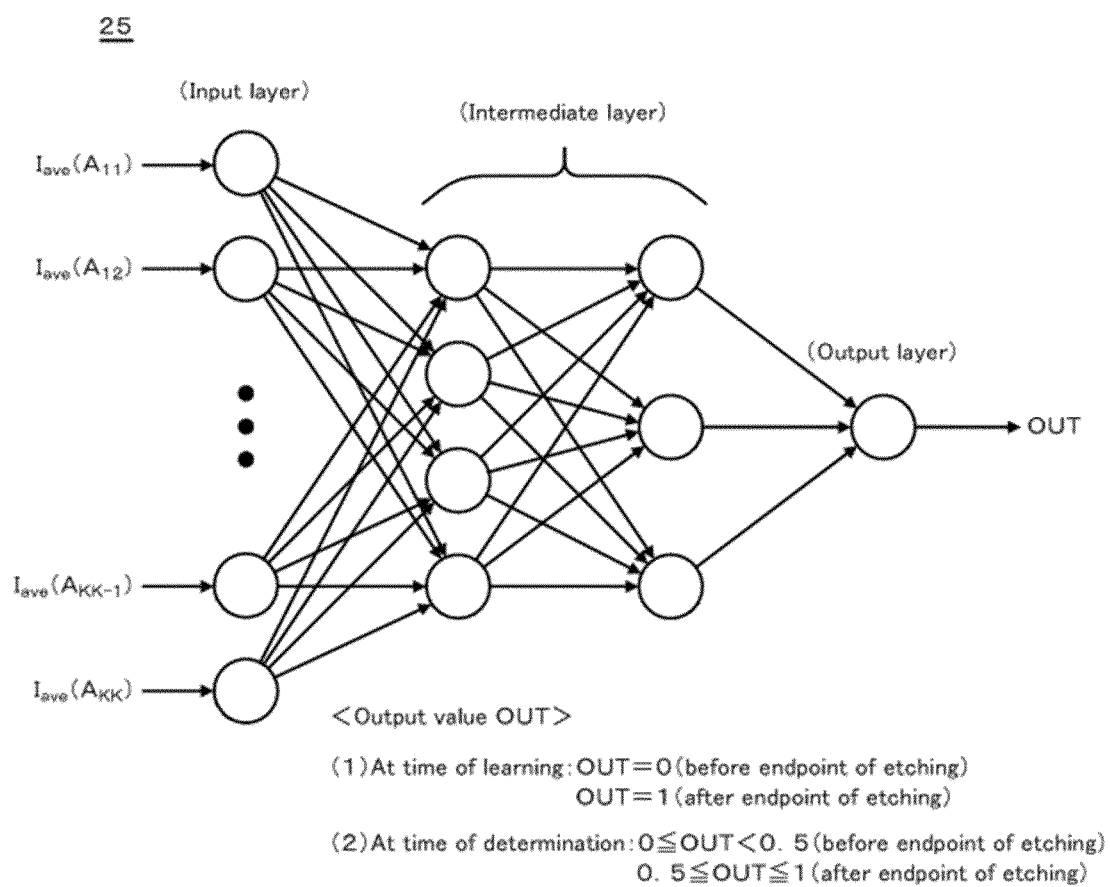 25
(Input layer)
(Intermediate layer)
Iave(A11)
Iave(A12)
(Output layer)
OUT
Iave(AKK-1)
Iave(AKK)
<Output value OUT>
(1)At time of learning:OUT=0(before endpoint of etching)
OUT=1(after endpoint of etching)
(2)At time of determination:0≦OUT<0. 5(before endpoint of etching)
0. 5≦OUT≦1(after endpoint of etching)